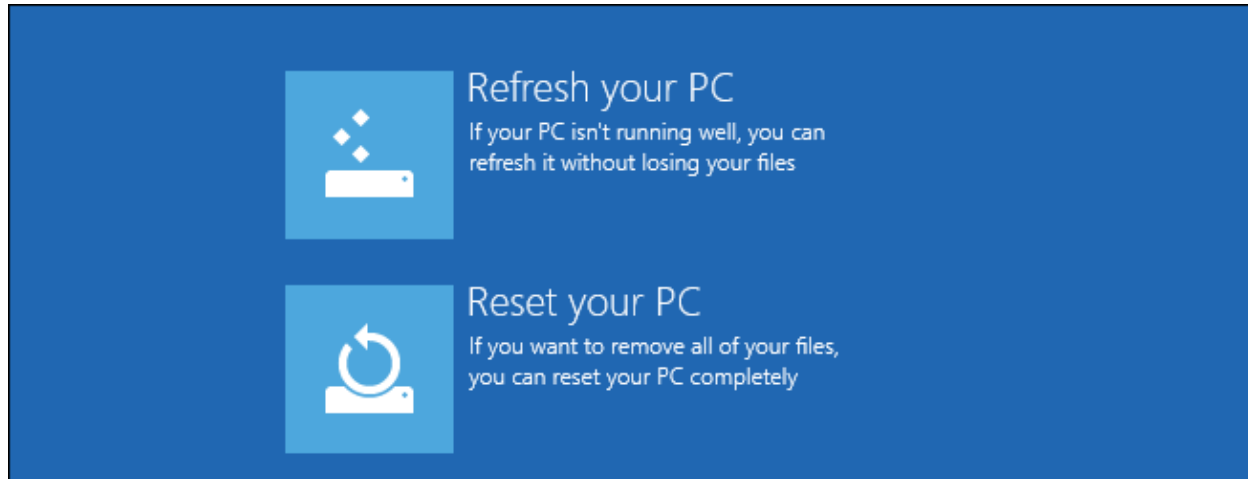 Refresh your PC
If your PC isn't running well, you can
refresh it without losing your files
Reset your PC
If you want to remove all of your files,
you can reset your PC completely